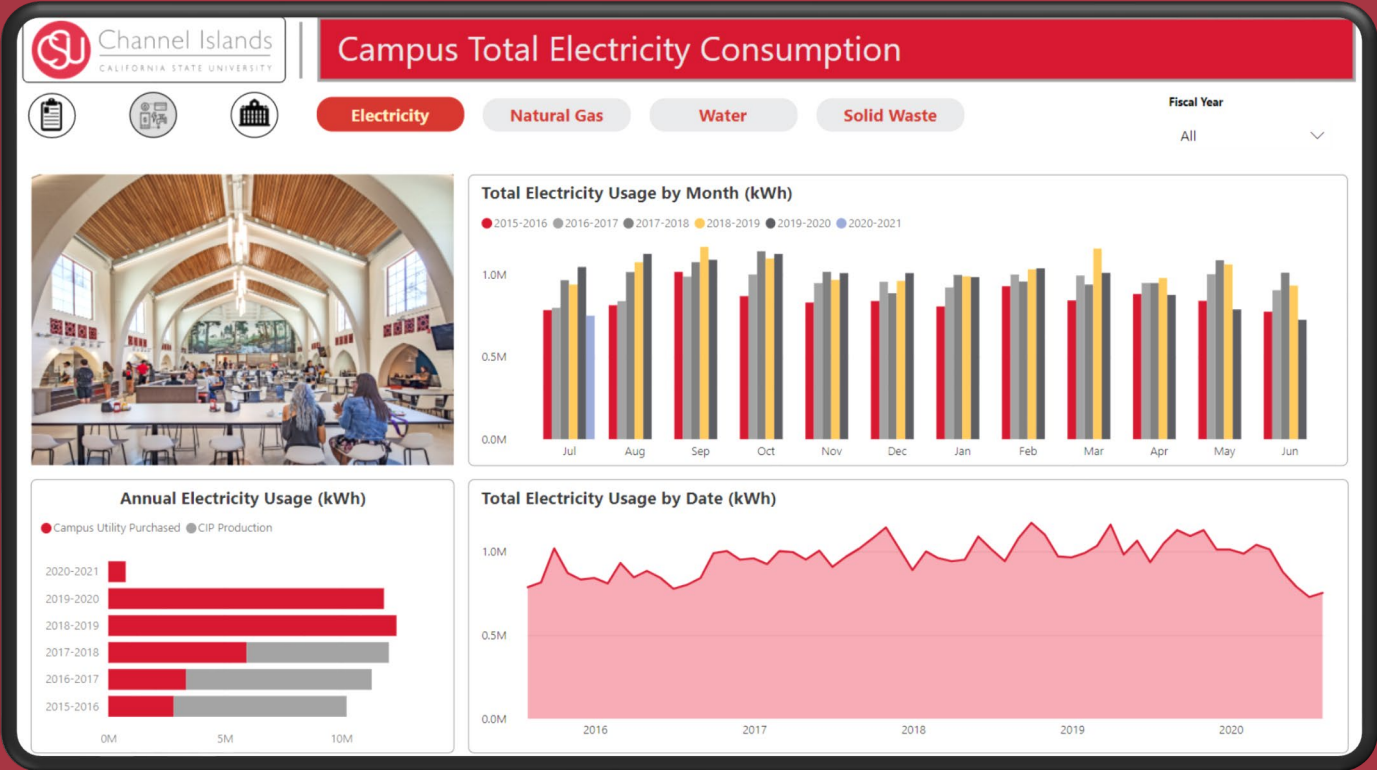 CSU
Channel Islands
CALIFORNIA STATE UNIVERSITY
Campus Total Electricity Consumption
Electricity
Natural Gas
Water
Solid Waste
Fiscal Year
All
Total Electricity Usage by Month (kWh)
2015-2016 2016-2017 2017-2018 2018-2019 2019-2020 2020-2021
1.0M
0.5M
0.0M
Jul Aug Sep Oct Nov Dec Jan Feb Mar Apr May Jun
Annual Electricity Usage (kWh)
Campus Utility Purchased CIP Production
2020-2021
2019-2020
2018-2019
2017-2018
2016-2017
2015-2016
0M 5M 10M
Total Electricity Usage by Date (kWh)
1.0M
0.5M
0.0M
2016 2017 2018 2019 2020